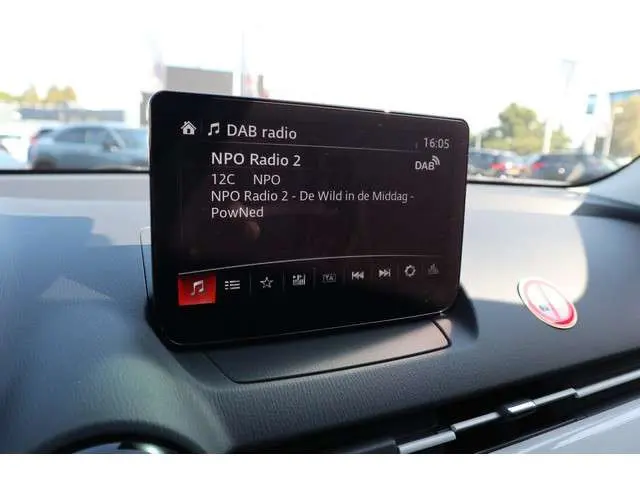 DAB radio
16:05
NPO Radio 2
DAB
12C NPO
NPO Radio 2 - De Wild in de Middag -
PowNed
TA